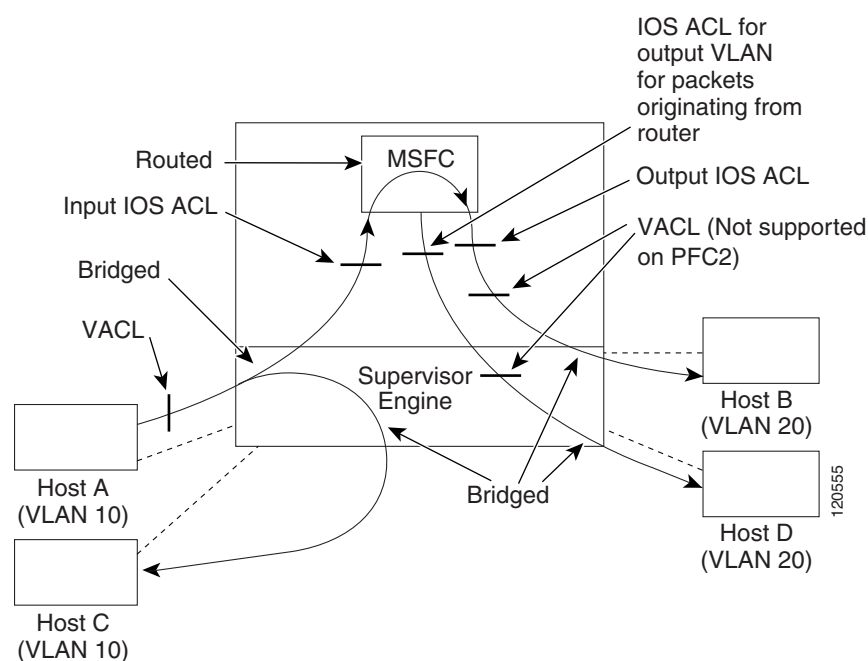 IOS ACL for
output VLAN
for packets
originating from
router
Routed
MSFC
Output IOS ACL
Input IOS ACL
VACL (Not supported
on PFC2)
Bridged
VACL
Supervisor
Engine
Host B
(VLAN 20)
Host A
(VLAN 10)
Bridged
Host D
(VLAN 20)
120555
Host C
(VLAN 10)